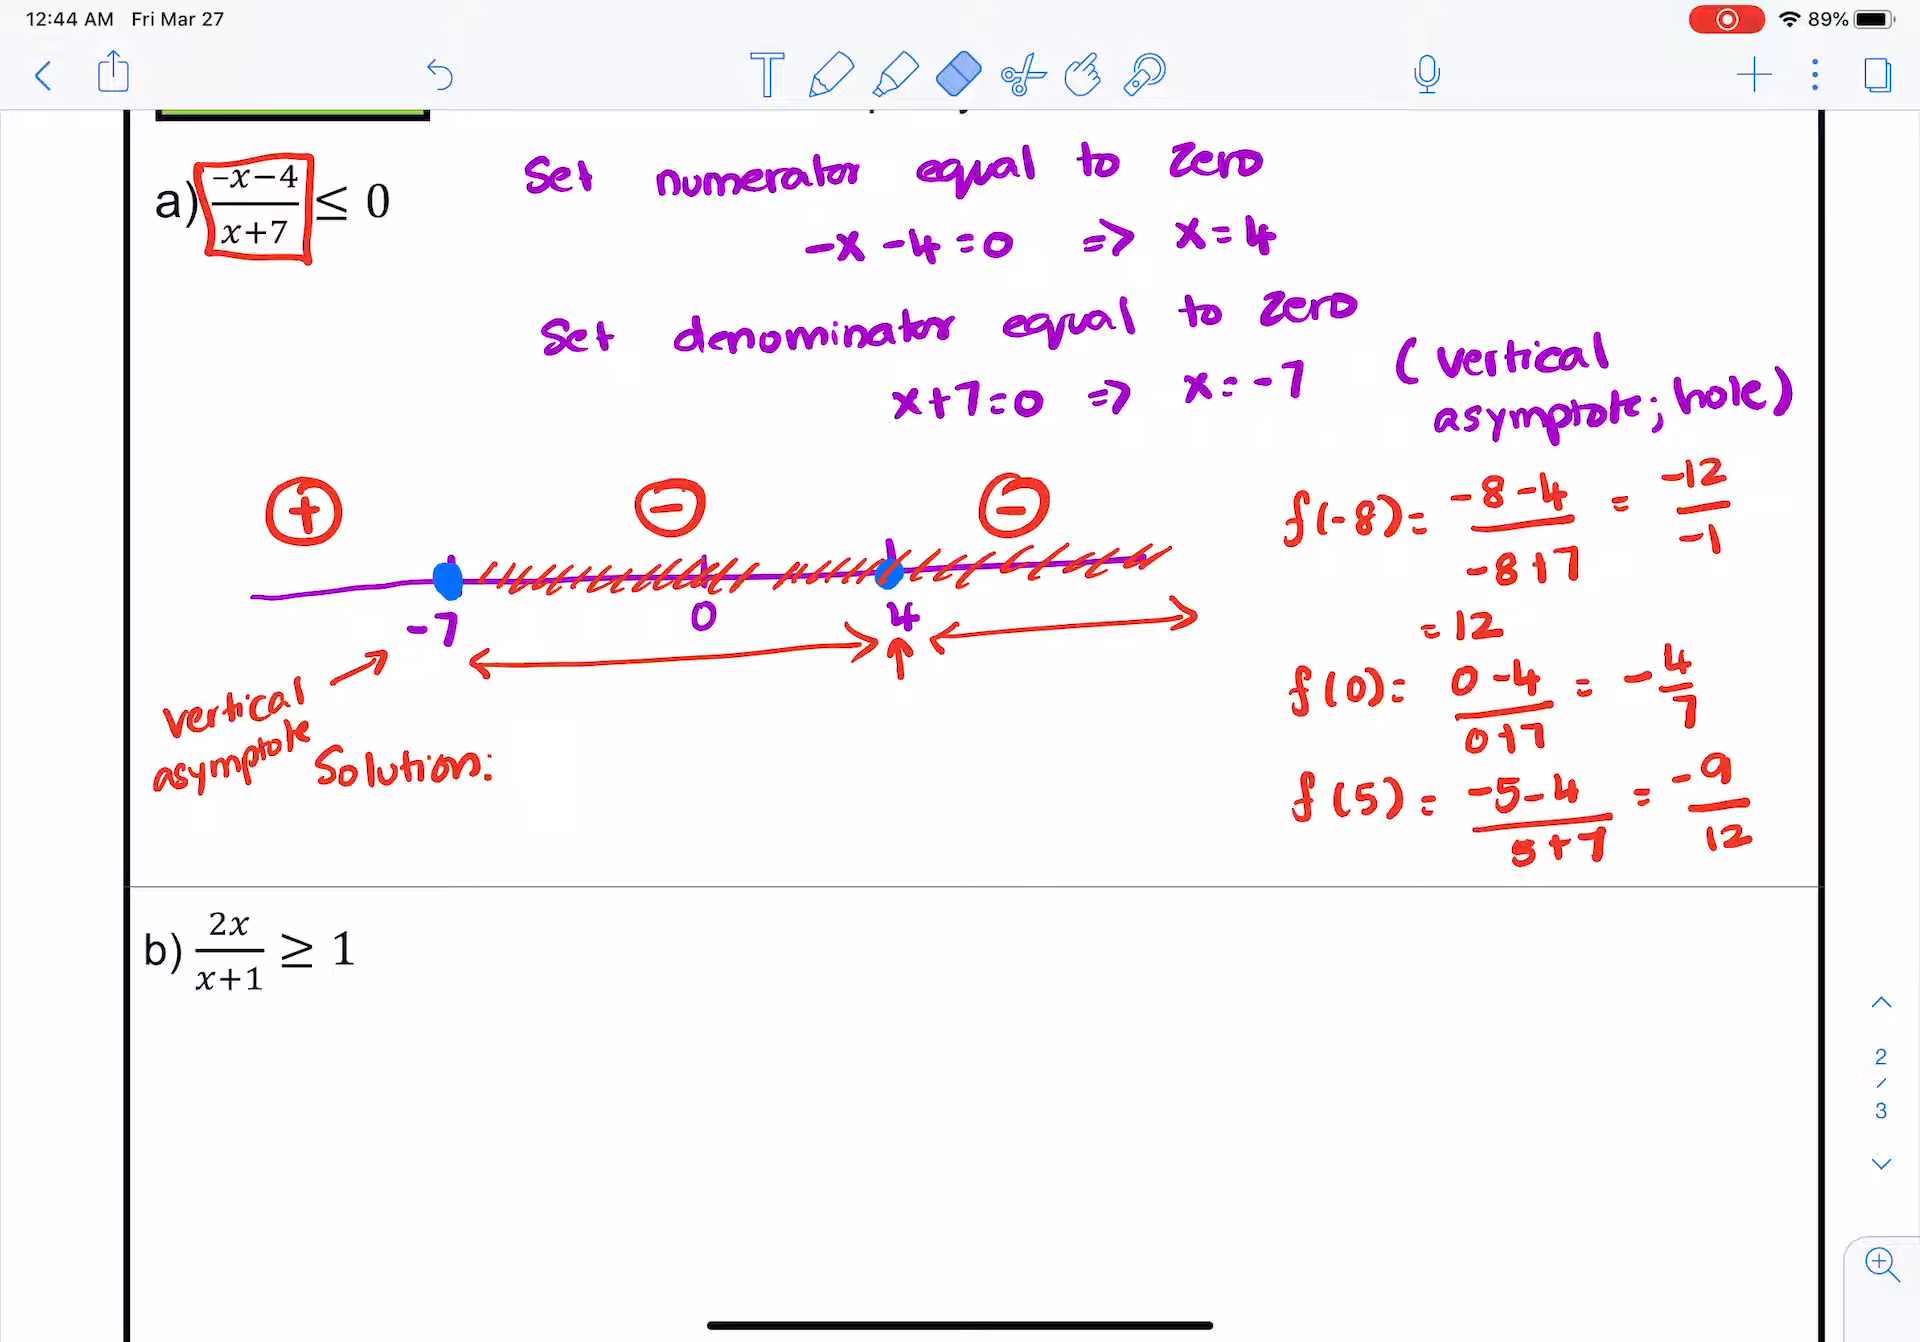 12:44 AM Fri Mar 27
89%
a) (-x-4)/(x+7) ≤ 0
Set numerator equal to zero
-x -4 = 0 => x = 4
Set denominator equal to zero
x+7=0 => x = -7
(vertical
asymptote; hole)
+ - -
-7 0 4
vertical
asymptote
f(-8) = (-8-4)/(-8+7) = -12/-1
= 12
f(0) = (0-4)/(0+7) = -4/7
f(5) = (-5-4)/(5+7) = -9/12
Solution:
b) 2x/(x+1) ≥ 1
2
/
3